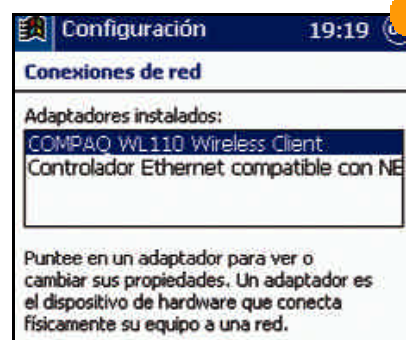 Configuración 19:19
Conexiones de red
Adaptadores instalados:
COMPAQ WL110 Wireless Client
Controlador Ethernet compatible con NE
Puntee en un adaptador para ver o
cambiar sus propiedades. Un adaptador es
el dispositivo de hardware que conecta
físicamente su equipo a una red.